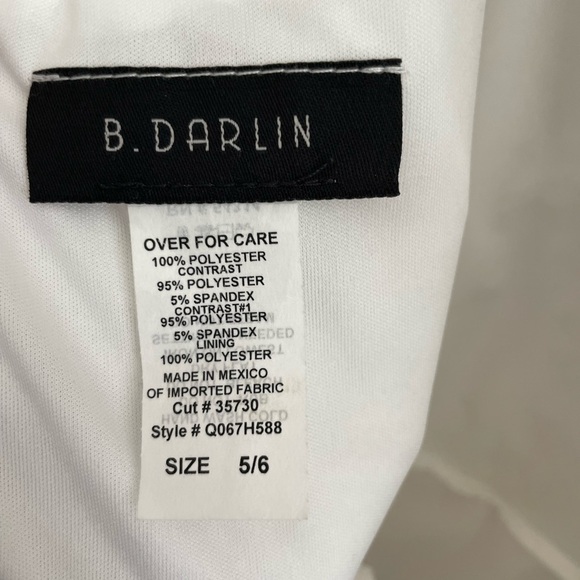 B. DARLIN
OVER FOR CARE
100% POLYESTER
CONTRAST
95% POLYESTER
5% SPANDEX
CONTRAST#1
95% POLYESTER
5% SPANDEX
LINING
100% POLYESTER
MADE IN MEXICO
OF IMPORTED FABRIC
Cut # 35730
Style # Q067H588
SIZE 5/6